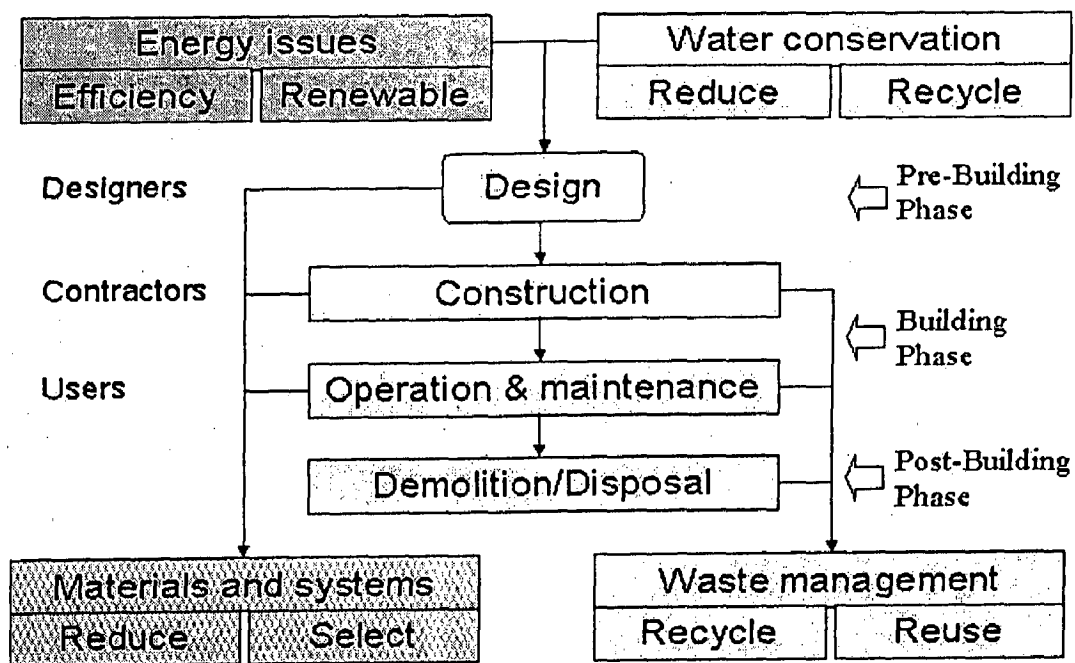 Energy issues
Efficiency
Renewable
Water conservation
Reduce
Recycle
Designers
Design
Pre-Building
Phase
Contractors
Construction
Building
Phase
Users
Operation & maintenance
Demolition/Disposal
Post-Building
Phase
Materials and systems
Reduce
Select
Waste management
Recycle
Reuse